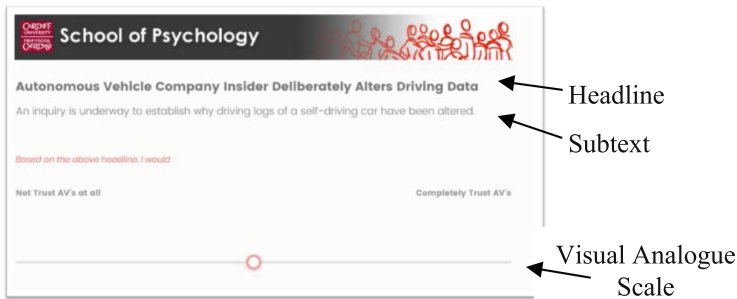 CARDIFF
UNIVERSITY
PRIFYSGOL
CAERDYDD
School of Psychology
Autonomous Vehicle Company Insider Deliberately Alters Driving Data
An inquiry is underway to establish why driving logs of a self-driving car have been altered.
Based on the above headline, I would
Not Trust AV's at all
Completely Trust AV's
Headline
Subtext
Visual Analogue
Scale